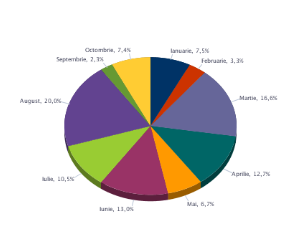 Octombrie, 7,4%
Ianuarie, 7,5%
Septembrie, 2,3%
Februarie, 3,3%
Martie, 16,6%
August, 20,0%
Aprilie, 12,7%
Iulie, 10,5%
Mai, 6,7%
Iunie, 13,0%